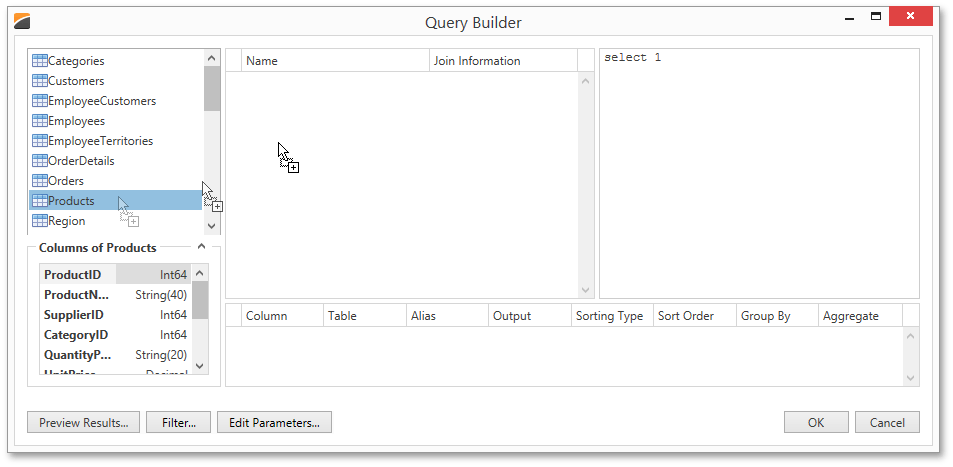 Query Builder
Categories
Customers
EmployeeCustomers
Employees
EmployeeTerritories
OrderDetails
Orders
Products
Region
Name Join Information
select 1
Columns of Products
ProductID Int64
ProductN... String(40)
SupplierID Int64
CategoryID Int64
QuantityP... String(20)
UnitPrice Decimal
Column Table Alias Output Sorting Type Sort Order Group By Aggregate
Preview Results... Filter... Edit Parameters... OK Cancel